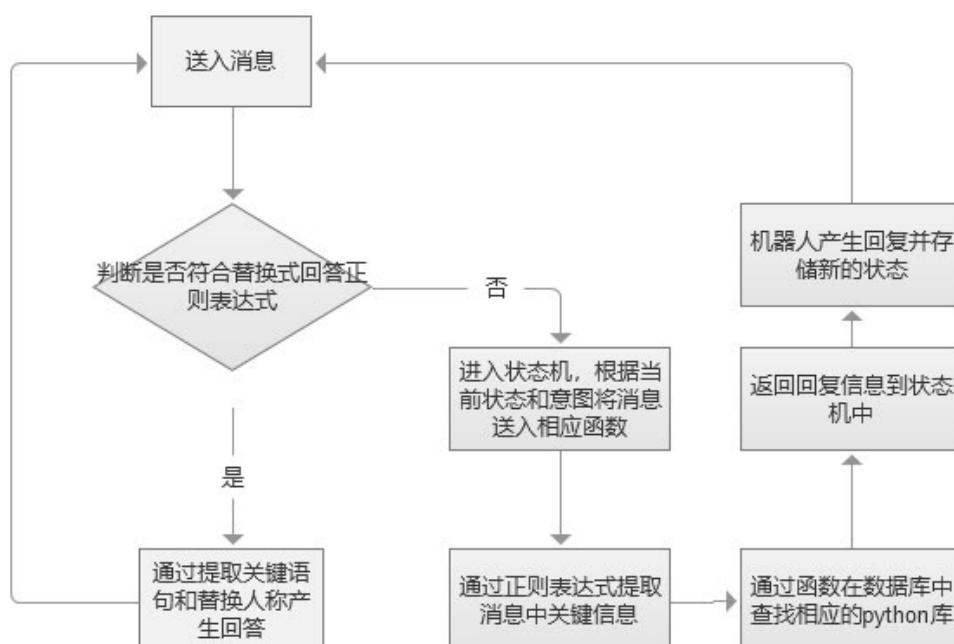 送入消息
判断是否符合替换式回答正
则表达式
否
是
通过提取关键语
句和替换人称产
生回答
进入状态机，根据当
前状态和意图将消息
送入相应函数
通过正则表达式提取
消息中关键信息
通过函数在数据库中
查找相应的python库
返回回复信息到状态
机中
机器人产生回复并存
储新的状态